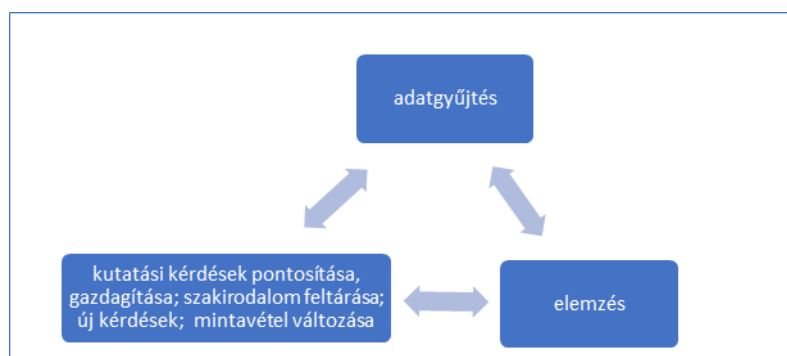 adatgyűjtés
kutatási kérdések pontosítása,
gazdagítása; szakirodalom feltárása;
új kérdések; mintavétel változása
elemzés